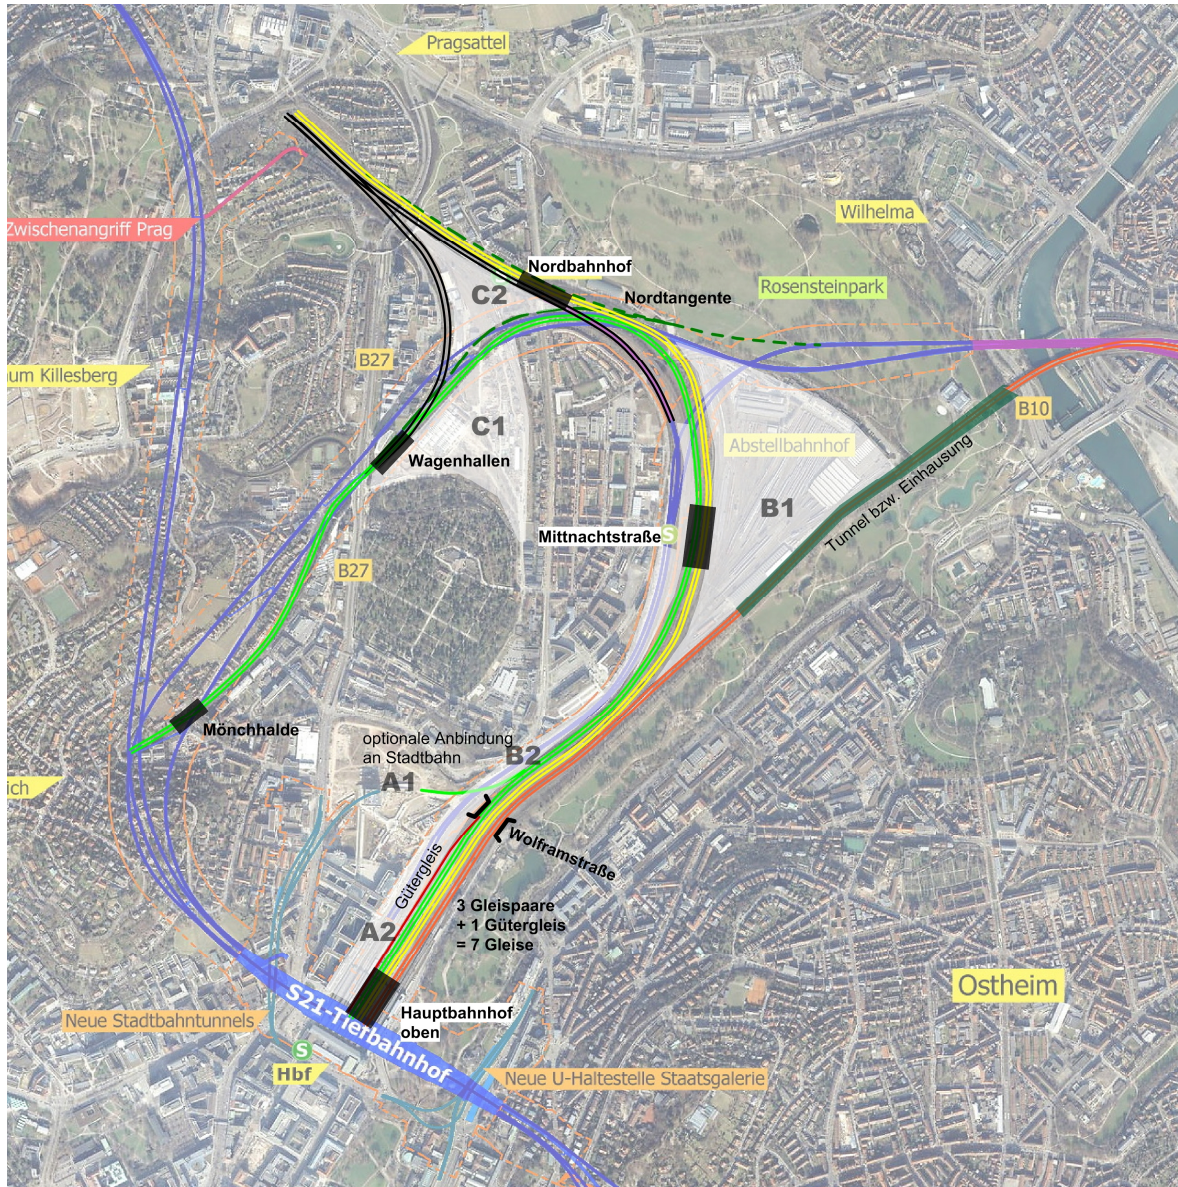 Pragsattel
Wilhelma
Zwischenangriff Prag
Nordbahnhof
C2
Nordtangente
Rosensteinpark
B27
um Killesberg
B10
C1
Abstellbahnhof
Wagenhallen
Tunnel bzw. Einhausung
B1
Mittnachtstraße
S
B27
Mönchhalde
optionale Anbindung
an Stadtbahn
B2
A1
ich
Wolframstraße
Gütergleis
3 Gleispaare
+ 1 Gütergleis
= 7 Gleise
A2
Ostheim
S21-Tiefbahnhof
Hauptbahnhof
oben
Neue Stadtbahntunnels
S
Hbf
Neue U-Haltestelle Staatsgalerie